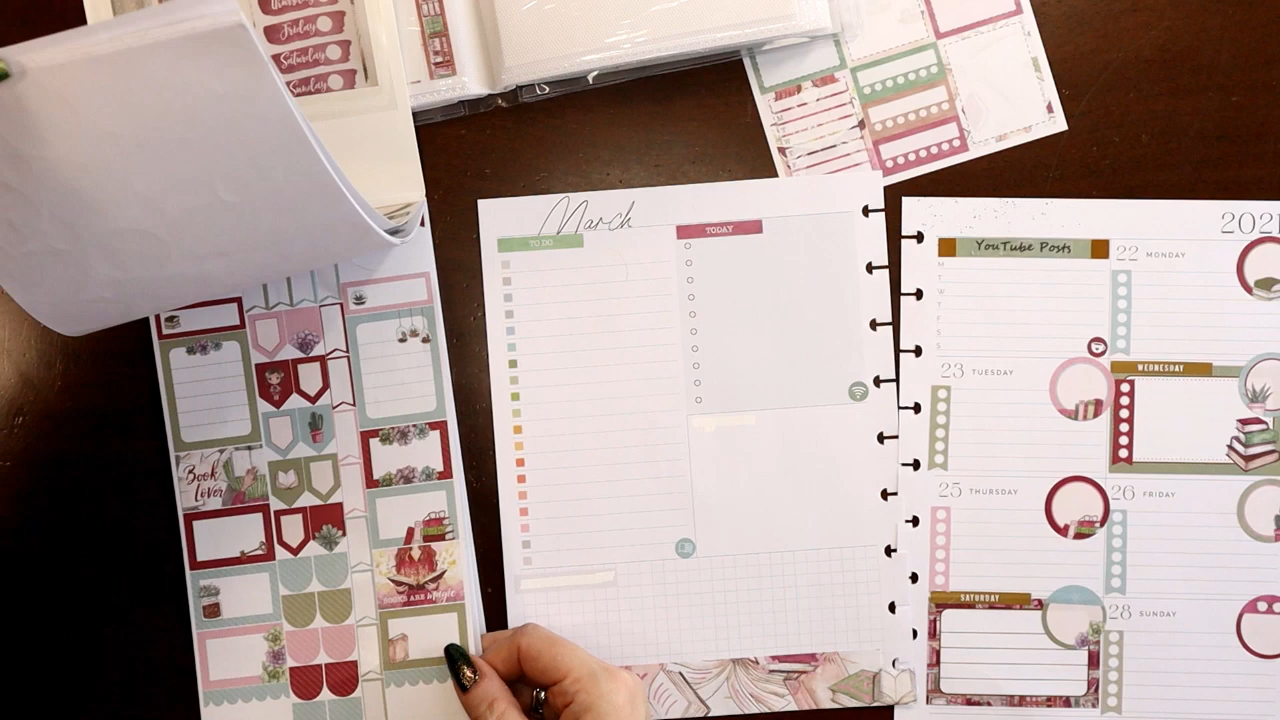 Thursday
Friday
Saturday
Sunday
March
TO DO
TODAY
Book
Lover
BOOKS ARE Magic
2021
YouTube Posts
M
T
W
T
F
S
S
22 MONDAY
23 TUESDAY
WEDNESDAY
25 THURSDAY
26 FRIDAY
SATURDAY
28 SUNDAY